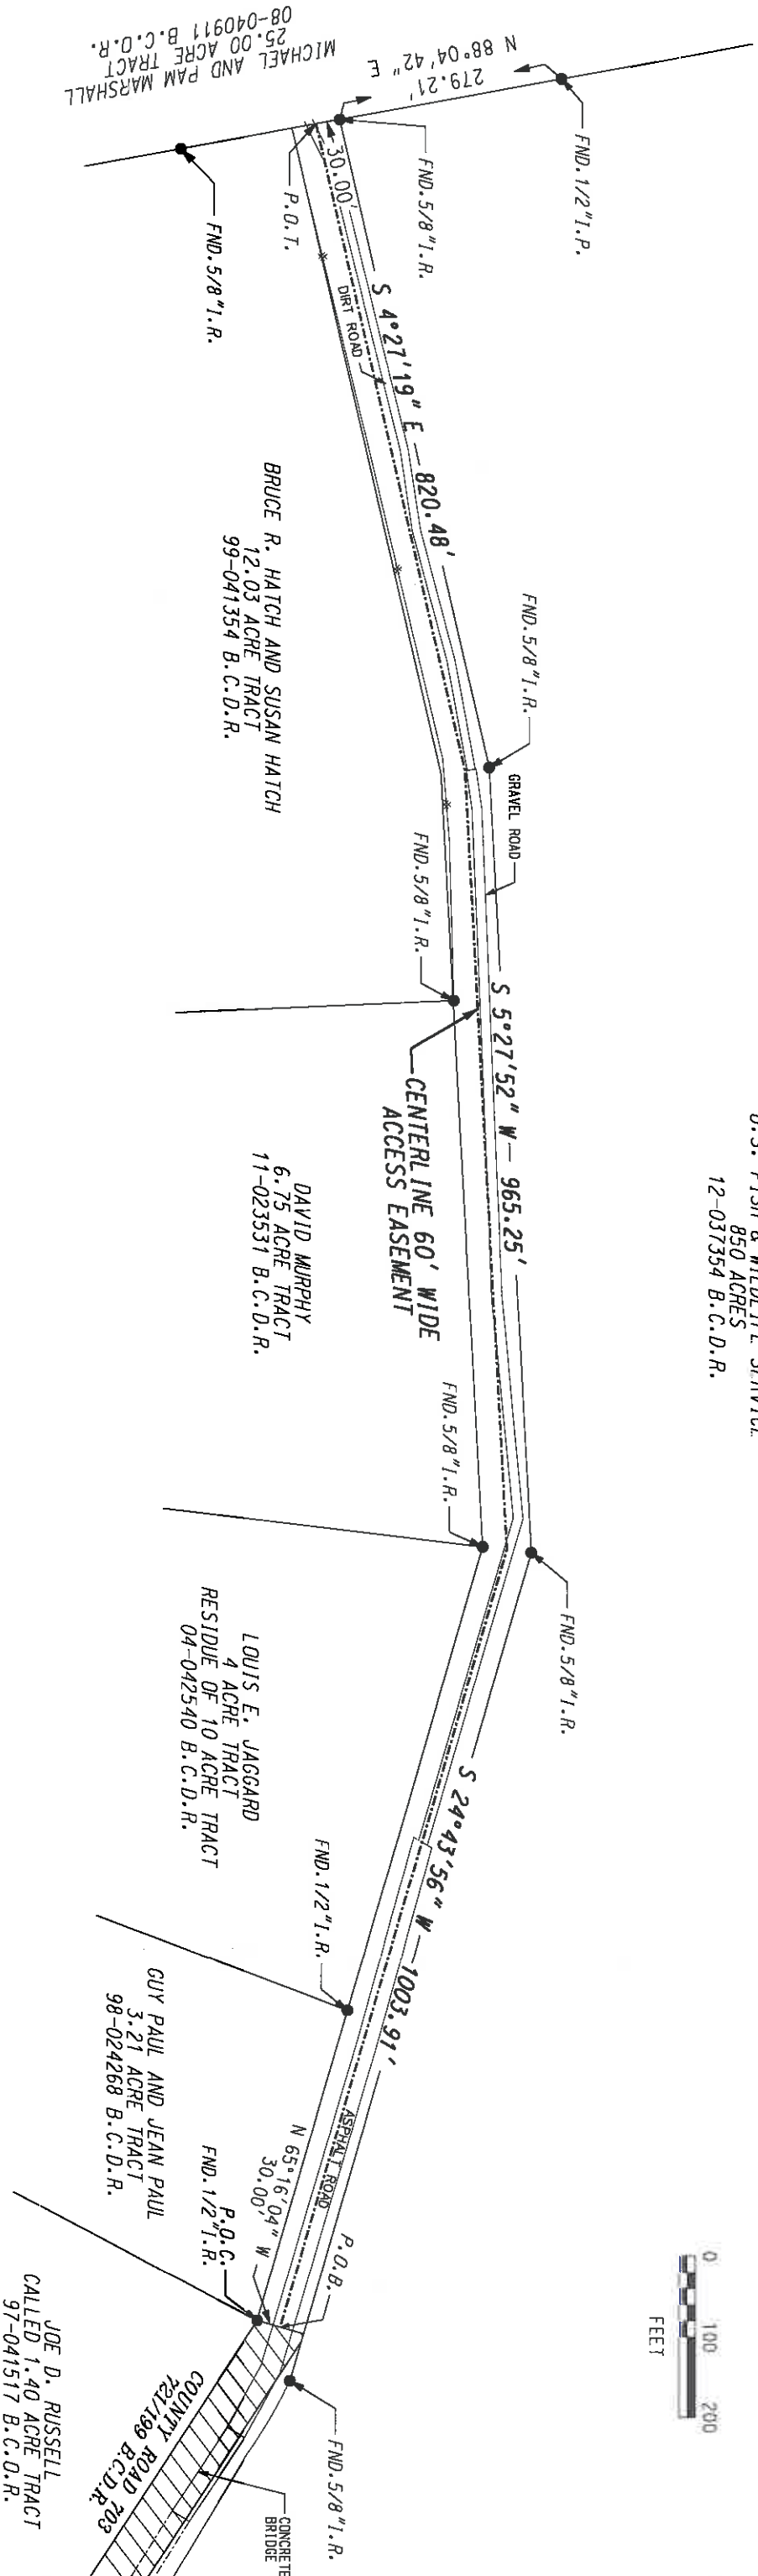 MICHAEL AND PAM MARSHALL
25.00 ACRE TRACT
08-040911 B.C.D.R.
N 88°04'42" E
279.21'
FND.1/2"I.P.
FND.5/8"I.R.
30.00'
P.O.T.
FND.5/8"I.R.
S 4°27'19" E — 820.48'
DIRT ROAD
BRUCE R. HATCH AND SUSAN HATCH
12.03 ACRE TRACT
99-041354 B.C.D.R.
FND.5/8"I.R.
GRAVEL ROAD
FND.5/8"I.R.
S 5°27'52" W — 965.25'
CENTERLINE 60' WIDE
ACCESS EASEMENT
U.S. FISH & WILDLIFE SERVICE
850 ACRES
12-037354 B.C.D.R.
DAVID MURPHY
6.75 ACRE TRACT
11-023531 B.C.D.R.
FND.5/8"I.R.
FND.5/8"I.R.
LOUIS E. JAGGARD
4 ACRE TRACT
RESIDUE OF 10 ACRE TRACT
04-042540 B.C.D.R.
S 24°43'56" W — 1003.91'
FND.1/2"I.R.
GUY PAUL AND JEAN PAUL
3.21 ACRE TRACT
98-024268 B.C.D.R.
ASPHALT ROAD
N 65°16'04" W
30.00'
P.O.B.
P.O.C.
FND.1/2"I.R.
0 100 200
FEET
FND.5/8"I.R.
CONCRETE
BRIDGE
COUNTY ROAD 703
721/199 B.C.D.R.
JOE D. RUSSELL
CALLED 1.40 ACRE TRACT
97-041517 B.C.D.R.